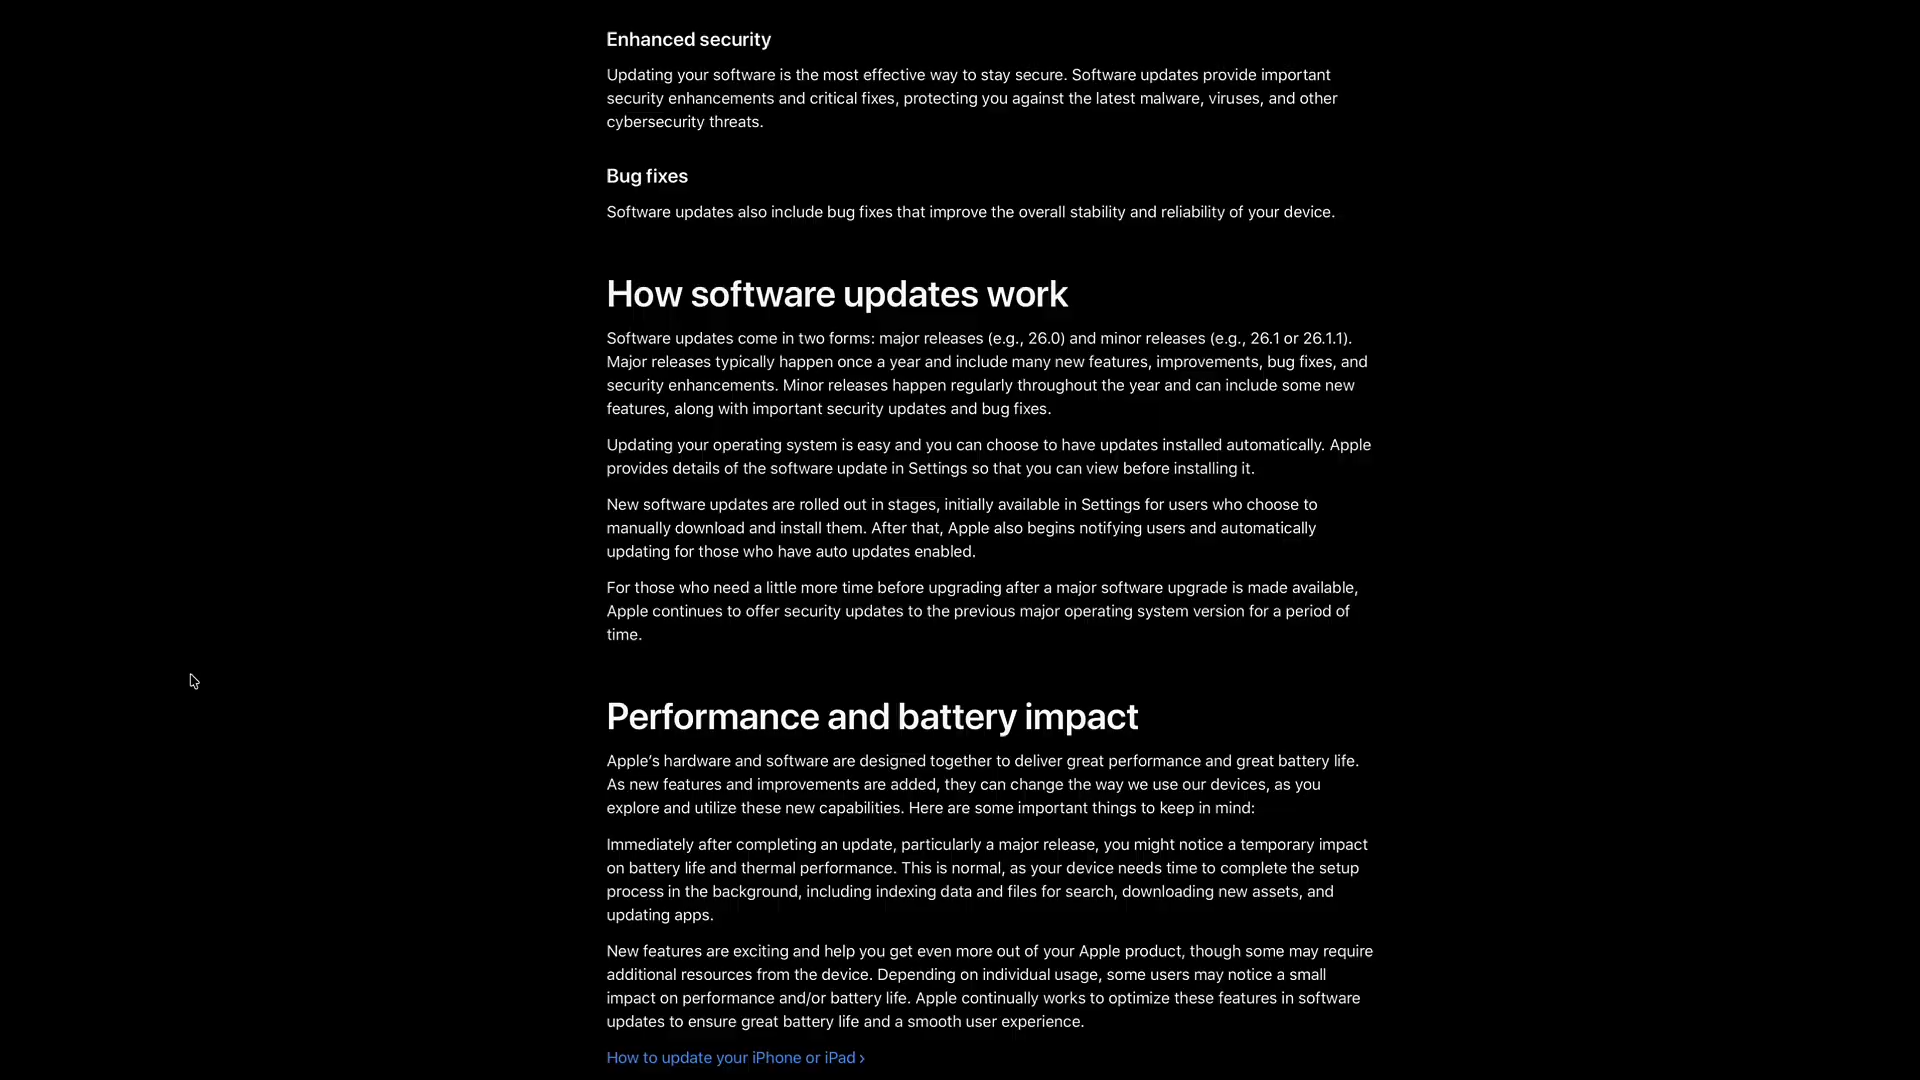 Enhanced security
Updating your software is the most effective way to stay secure. Software updates provide important
security enhancements and critical fixes, protecting you against the latest malware, viruses, and other
cybersecurity threats.
Bug fixes
Software updates also include bug fixes that improve the overall stability and reliability of your device.
How software updates work
Software updates come in two forms: major releases (e.g., 26.0) and minor releases (e.g., 26.1 or 26.1.1).
Major releases typically happen once a year and include many new features, improvements, bug fixes, and
security enhancements. Minor releases happen regularly throughout the year and can include some new
features, along with important security updates and bug fixes.
Updating your operating system is easy and you can choose to have updates installed automatically. Apple
provides details of the software update in Settings so that you can view before installing it.
New software updates are rolled out in stages, initially available in Settings for users who choose to
manually download and install them. After that, Apple also begins notifying users and automatically
updating for those who have auto updates enabled.
For those who need a little more time before upgrading after a major software upgrade is made available,
Apple continues to offer security updates to the previous major operating system version for a period of
time.
Performance and battery impact
Apple’s hardware and software are designed together to deliver great performance and great battery life.
As new features and improvements are added, they can change the way we use our devices, as you
explore and utilize these new capabilities. Here are some important things to keep in mind:
Immediately after completing an update, particularly a major release, you might notice a temporary impact
on battery life and thermal performance. This is normal, as your device needs time to complete the setup
process in the background, including indexing data and files for search, downloading new assets, and
updating apps.
New features are exciting and help you get even more out of your Apple product, though some may require
additional resources from the device. Depending on individual usage, some users may notice a small
impact on performance and/or battery life. Apple continually works to optimize these features in software
updates to ensure great battery life and a smooth user experience.
How to update your iPhone or iPad ›